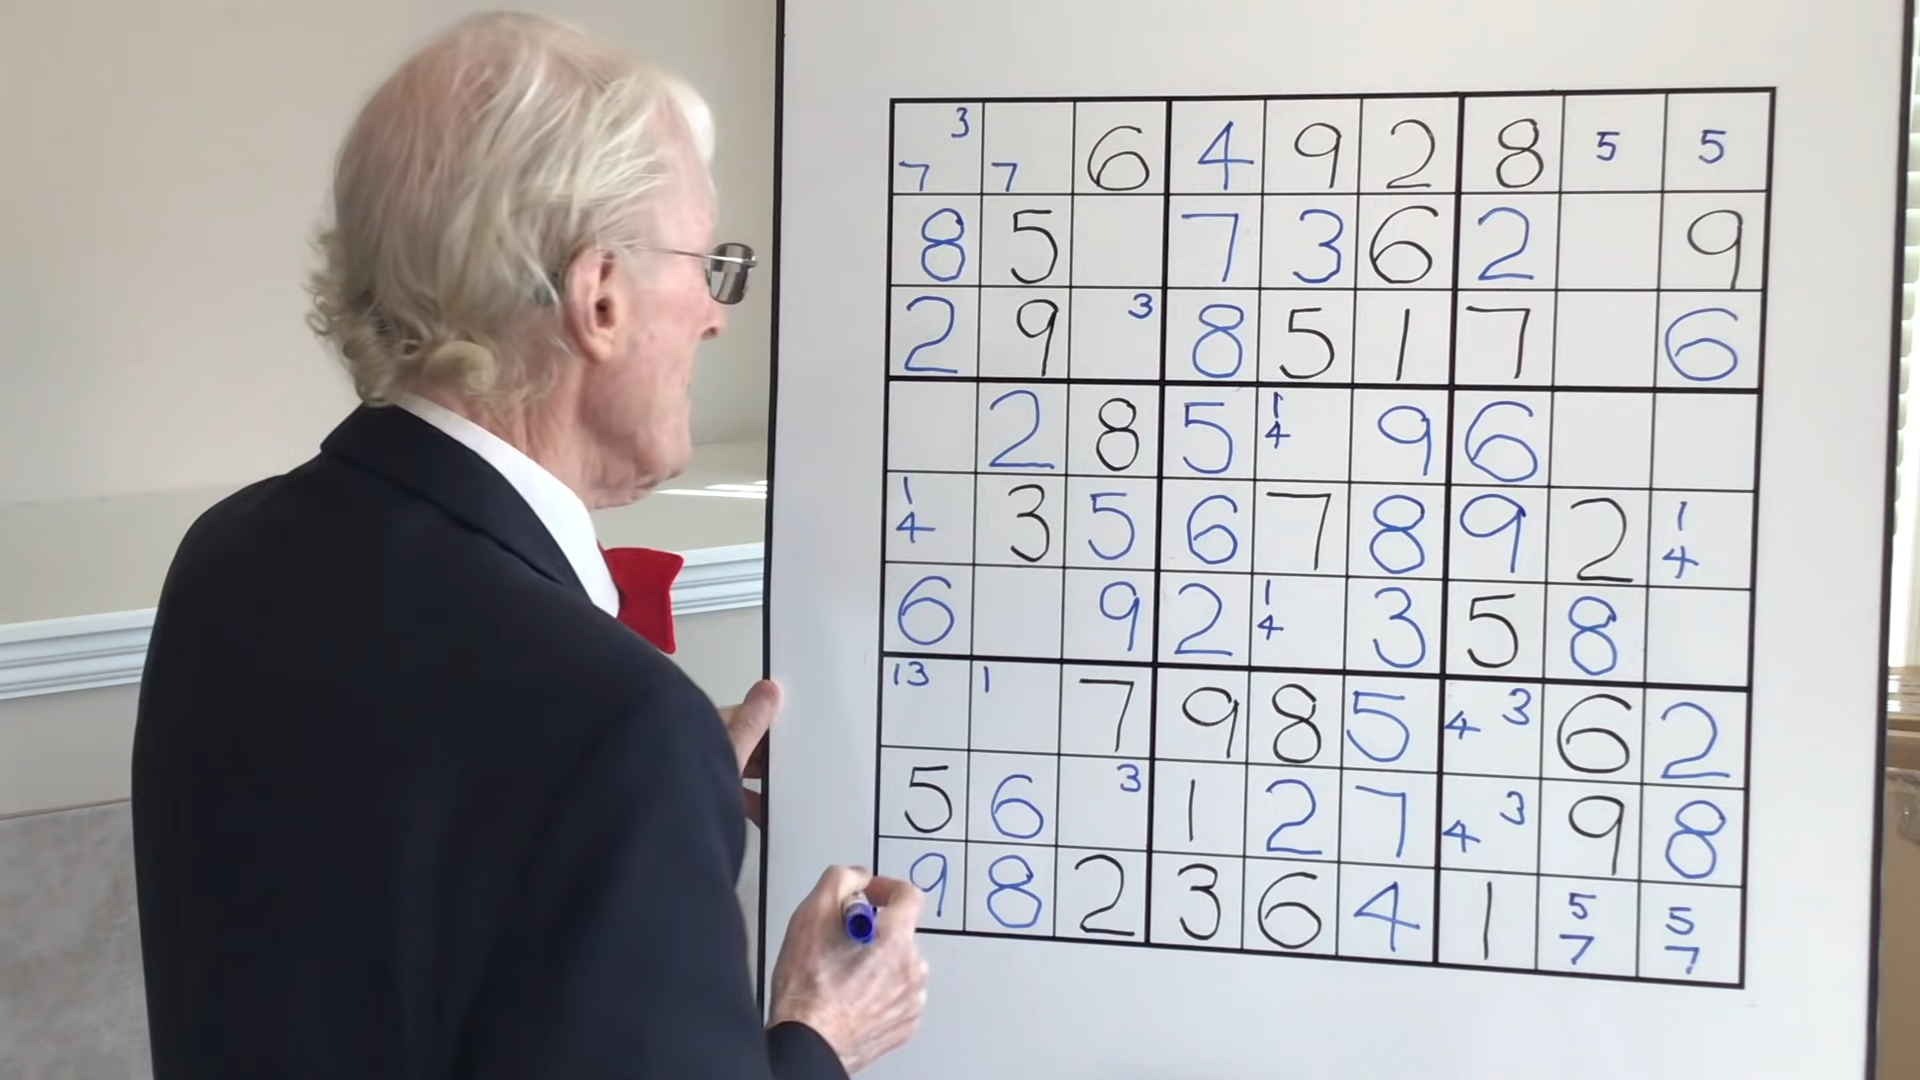 3 7 7 6 4 9 2 8 5 5
8 5 7 3 6 2 9
2 9 3 8 5 1 7 6
2 8 5 1 4 9 6
1 4 3 5 6 7 8 9 2 1 4
6 9 2 1 4 3 5 8
13 1 7 9 8 5 4 3 6 2
5 6 3 1 2 7 4 3 9 8
9 8 2 3 6 4 1 5 7 5 7